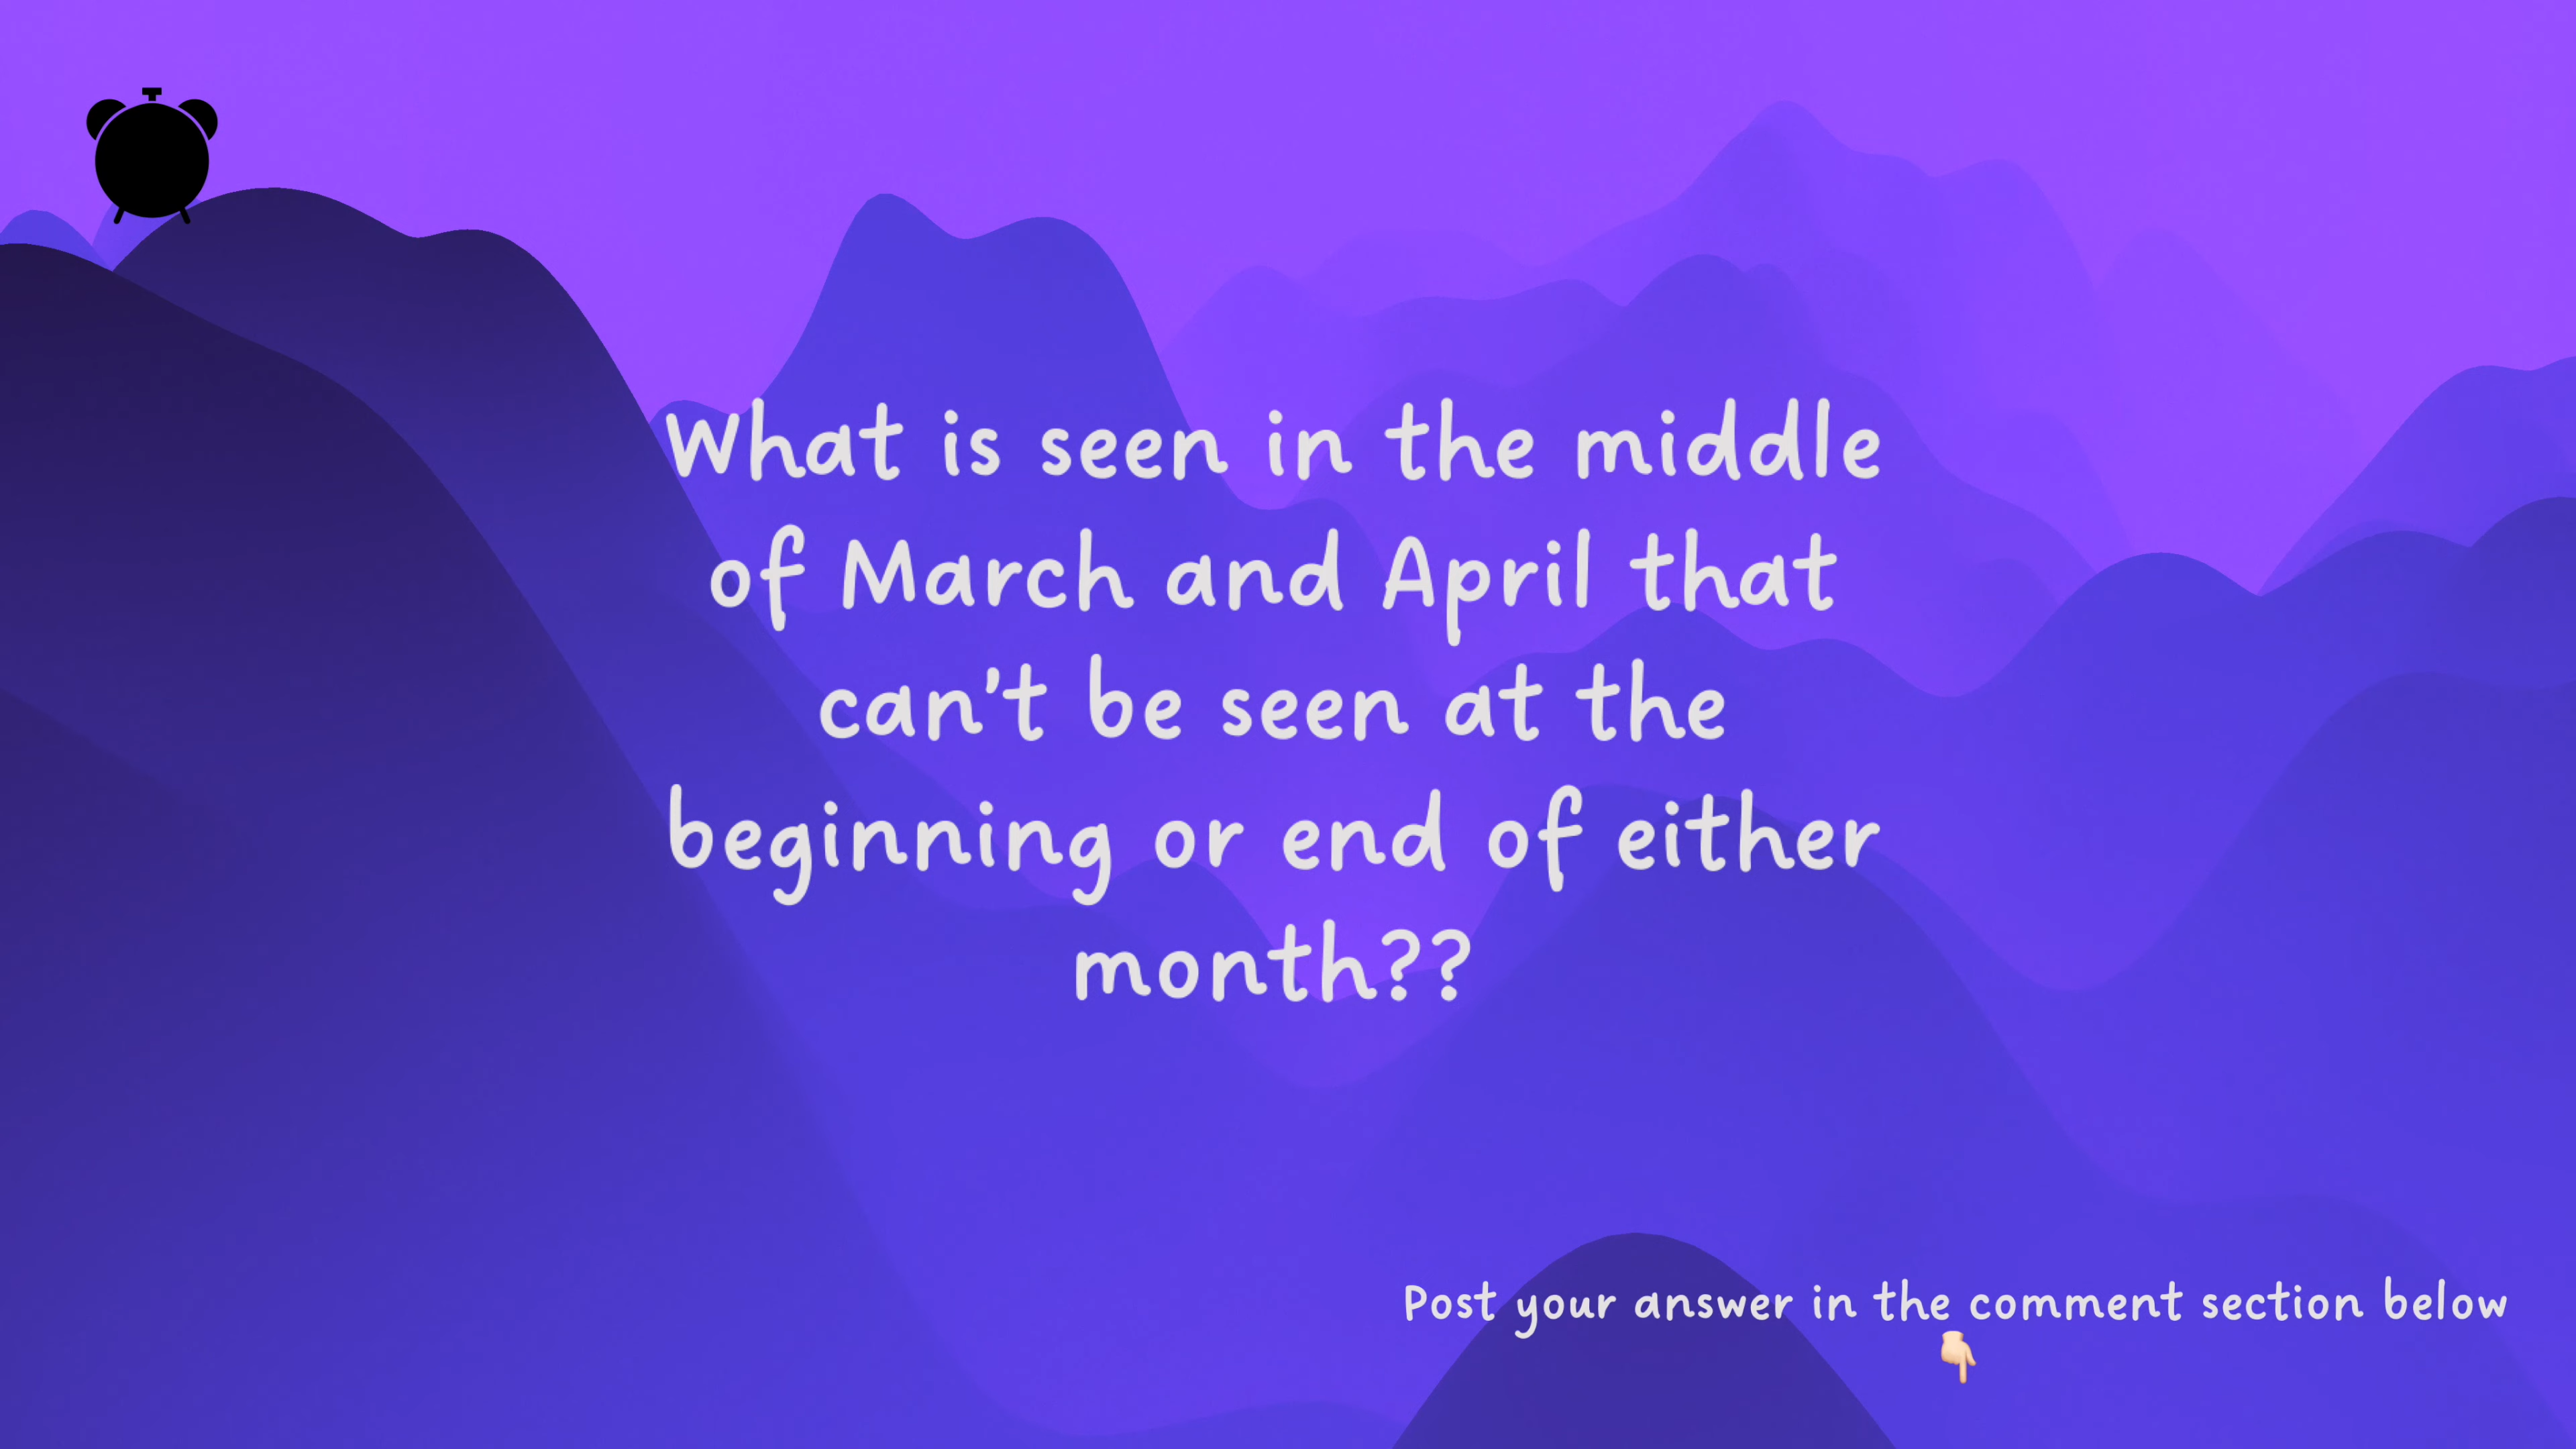 What is seen in the middle
of March and April that
can't be seen at the
beginning or end of either
month??
Post your answer in the comment section below
👇🏻